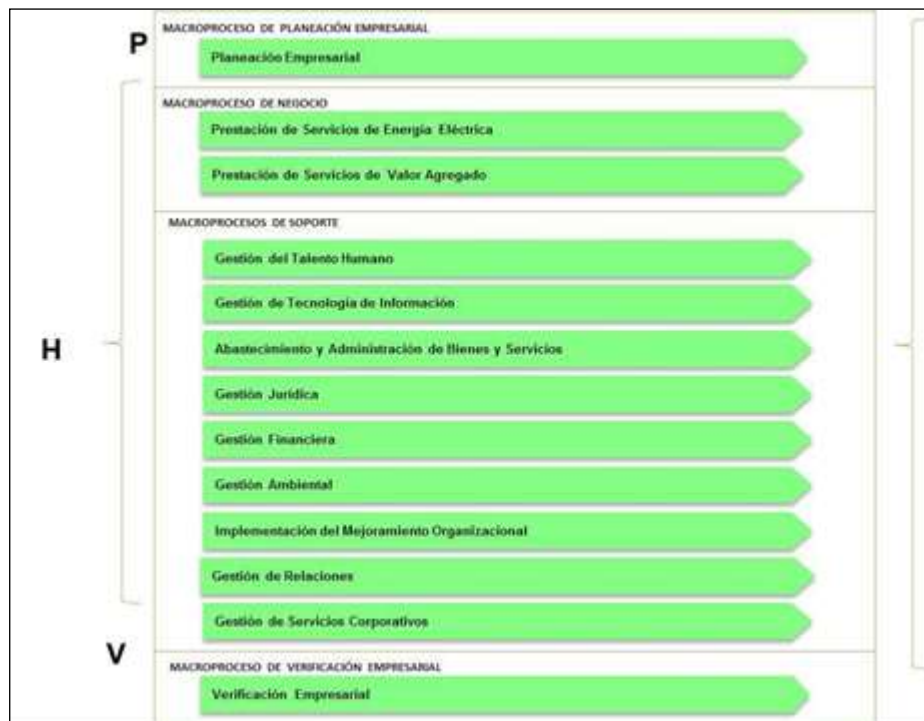 P
MACROPROCESO DE PLANEACIÓN EMPRESARIAL
Planeación Empresarial
MACROPROCESO DE NEGOCIO
Prestación de Servicios de Energía Eléctrica
Prestación de Servicios de Valor Agregado
MACROPROCESOS DE SOPORTE
Gestión del Talento Humano
Gestión de Tecnología de Información
H
Abastecimiento y Administración de Bienes y Servicios
Gestión Jurídica
Gestión Financiera
Gestión Ambiental
Implementación del Mejoramiento Organizacional
Gestión de Relaciones
Gestión de Servicios Corporativos
V
MACROPROCESO DE VERIFICACIÓN EMPRESARIAL
Verificación Empresarial